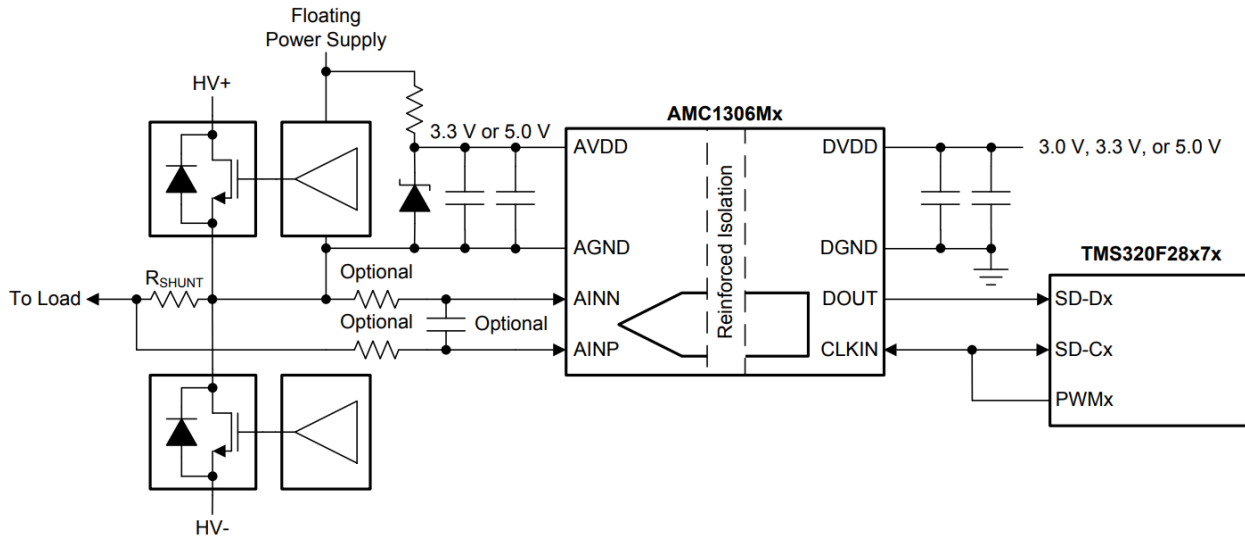 Floating
Power Supply
HV+
AMC1306Mx
3.3 V or 5.0 V
AVDD
DVDD
3.0 V, 3.3 V, or 5.0 V
Reinforced Isolation
AGND
DGND
TMS320F28x7x
RSHUNT
Optional
To Load
AINN
DOUT
SD-Dx
Optional
Optional
AINP
CLKIN
SD-Cx
PWMx
HV-